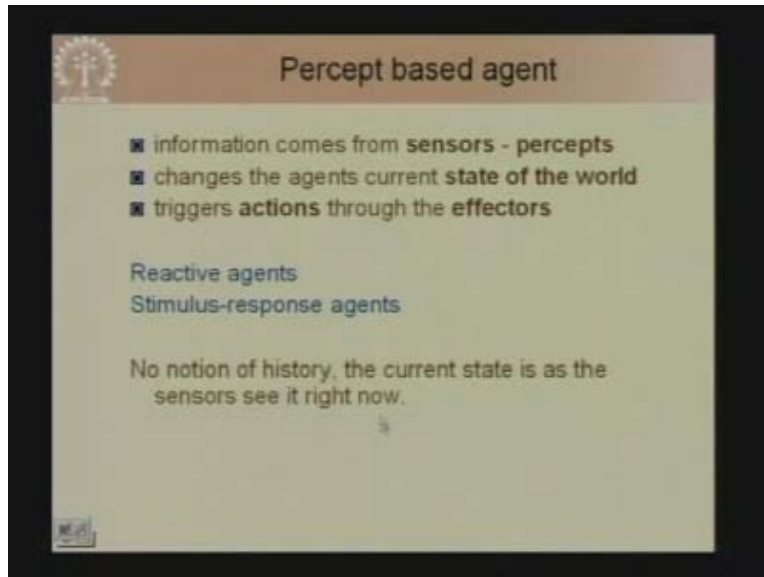 Percept based agent
information comes from sensors - percepts
changes the agents current state of the world
triggers actions through the effectors
Reactive agents
Stimulus-response agents
No notion of history, the current state is as the
sensors see it right now.